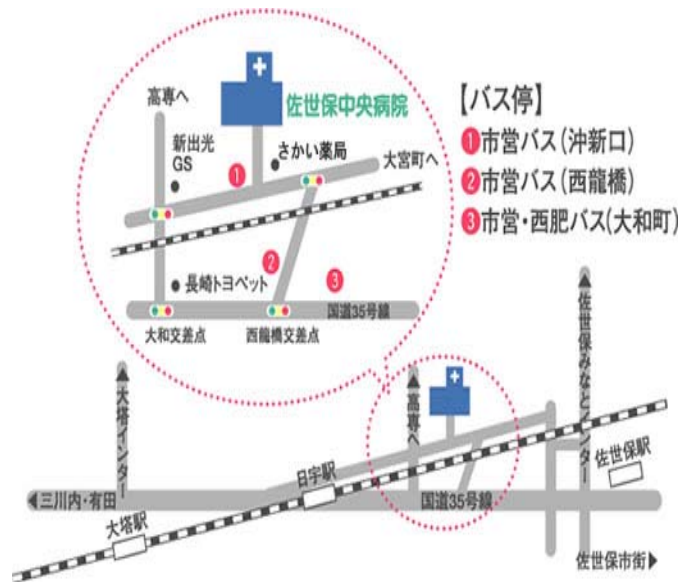 高専へ
佐世保中央病院
新出光
GS
さかい薬局
大宮町へ
1
2
3
長崎トヨペット
国道35号線
大和交差点
西龍橋交差点
【バス停】
1市営バス(沖新口)
2市営バス(西龍橋)
3市営・西肥バス(大和町)
▲大塔インター
▲高専へ
▲佐世保みなとインター
日宇駅
佐世保駅
◀三川内・有田
国道35号線
大塔駅
佐世保市街▶